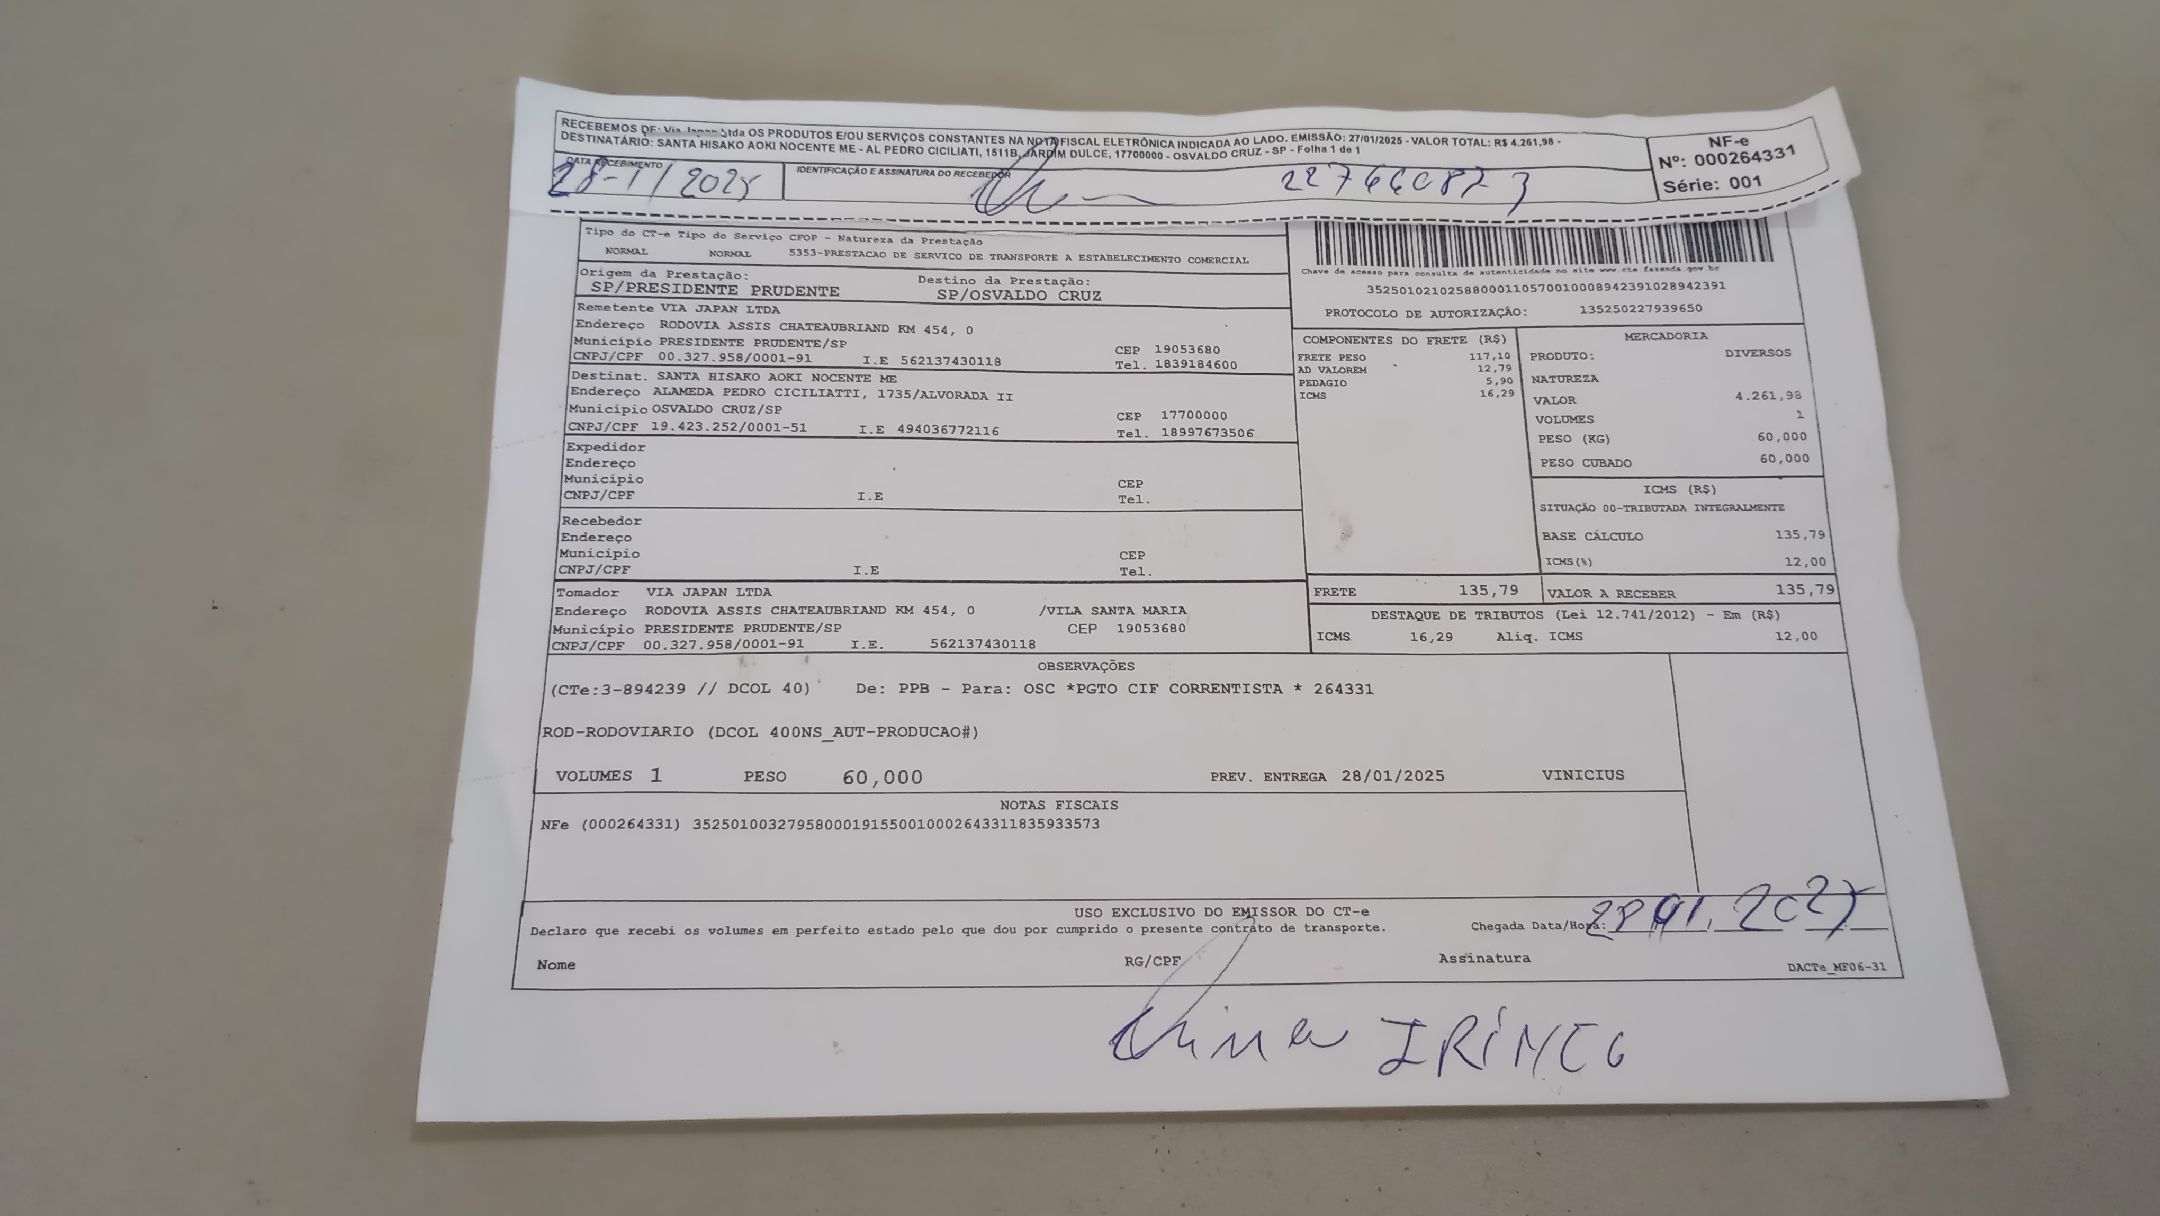 RECEBEMOS DE: Via Japan Ltda OS PRODUTOS E/OU SERVIÇOS CONSTANTES NA NOTA FISCAL ELETRÔNICA INDICADA AO LADO. EMISSÃO: 27/01/2025 - VALOR TOTAL: R$ 4.261,98 -
DESTINATÁRIO: SANTA HISAKO AOKI NOCENTE ME - AL PEDRO CICILIATI, 1511B, JARDIM DULCE, 17700000 - OSVALDO CRUZ - SP - Folha 1 de 1
NF-e
Nº: 000264331
Série: 001
DATA RECEBIMENTO
28-1/2025
IDENTIFICAÇÃO E ASSINATURA DO RECEBEDOR
Tipo do CT-e Tipo do Serviço CFOP - Natureza da Prestação
NORMAL NORMAL 5353-PRESTACAO DE SERVICO DE TRANSPORTE A ESTABELECIMENTO COMERCIAL
Origem da Prestação: Destino da Prestação:
SP/PRESIDENTE PRUDENTE SP/OSVALDO CRUZ
Chave de acesso para consulta de autenticidade no site www.cte.fazenda.gov.br
PROTOCOLO DE AUTORIZAÇÃO: 135250227939650
Remetente VIA JAPAN LTDA
Endereço RODOVIA ASSIS CHATEAUBRIAND KM 454, 0
Município PRESIDENTE PRUDENTE/SP CEP 19053680
CNPJ/CPF 00.327.958/0001-91 I.E 562137430118 Tel. 1839184600
Destinat. SANTA HISAKO AOKI NOCENTE ME
Endereço ALAMEDA PEDRO CICILIATTI, 1735/ALVORADA II
Município OSVALDO CRUZ/SP CEP 17700000
CNPJ/CPF 19.423.252/0001-51 I.E 494036772116 Tel. 18997673506
Expedidor
Endereço
Município CEP
CNPJ/CPF I.E Tel.
Recebedor
Endereço
Município CEP
CNPJ/CPF I.E Tel.
Tomador VIA JAPAN LTDA
Endereço RODOVIA ASSIS CHATEAUBRIAND KM 454, 0 /VILA SANTA MARIA
Município PRESIDENTE PRUDENTE/SP CEP 19053680
CNPJ/CPF 00.327.958/0001-91 I.E. 562137430118
COMPONENTES DO FRETE (R$)
FRETE PESO 117,10
AD VALOREM 12,79
PEDAGIO 5,90
ICMS 16,29
MERCADORIA
PRODUTO: DIVERSOS
NATUREZA
VALOR 4.261,98
VOLUMES 1
PESO (KG) 60,000
PESO CUBADO 60,000
ICMS (R$)
SITUAÇÃO 00-TRIBUTADA INTEGRALMENTE
BASE CÁLCULO 135,79
ICMS(%) 12,00
FRETE 135,79 VALOR A RECEBER 135,79
DESTAQUE DE TRIBUTOS (Lei 12.741/2012) - Em (R$)
ICMS 16,29 Aliq. ICMS 12,00
OBSERVAÇÕES
(CTe:3-894239 // DCOL 40) De: PPB - Para: OSC *PGTO CIF CORRENTISTA * 264331
ROD-RODOVIARIO (DCOL 400NS_AUT-PRODUCAO#)
VOLUMES 1 PESO 60,000 PREV. ENTREGA 28/01/2025 VINICIUS
NOTAS FISCAIS
NFe (000264331) 35250100327958000191550010002643311835933573
USO EXCLUSIVO DO EMISSOR DO CT-e
Declaro que recebi os volumes em perfeito estado pelo que dou por cumprido o presente contrato de transporte. Chegada Data/Hora: 28 01. 2025
Nome RG/CPF Assinatura
DACTe_MF06-31